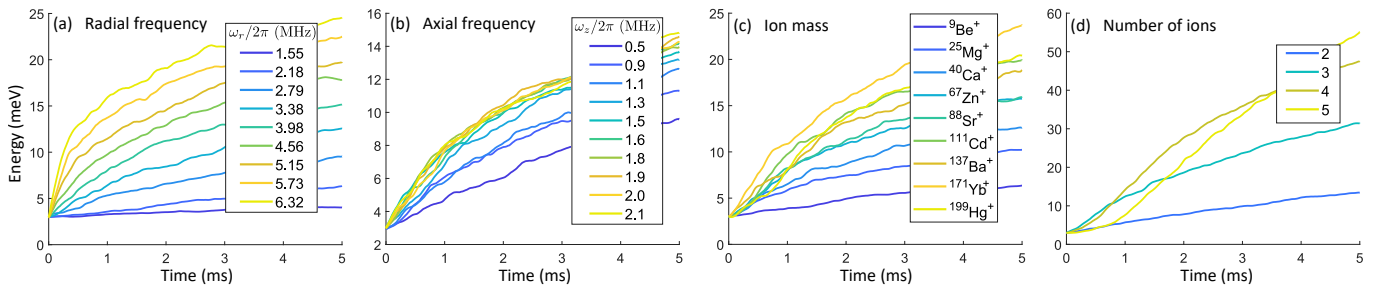 (a) Radial frequency
25
20
15
10
5
0
Energy (meV)
0 1 2 3 4 5
Time (ms)
ω_r/2π (MHz)
1.55
2.18
2.79
3.38
3.98
4.56
5.15
5.73
6.32
(b) Axial frequency
16
14
12
10
8
6
4
2
0 1 2 3 4 5
Time (ms)
ω_z/2π (MHz)
0.5
0.9
1.1
1.3
1.5
1.6
1.8
1.9
2.0
2.1
(c) Ion mass
25
20
15
10
5
0
0 1 2 3 4 5
Time (ms)
⁹Be⁺
²⁵Mg⁺
⁴⁰Ca⁺
⁶⁷Zn⁺
⁸⁸Sr⁺
¹¹¹Cd⁺
¹³⁷Ba⁺
¹⁷¹Yb⁺
¹⁹⁹Hg⁺
(d) Number of ions
60
50
40
30
20
10
0
0 1 2 3 4 5
Time (ms)
2
3
4
5